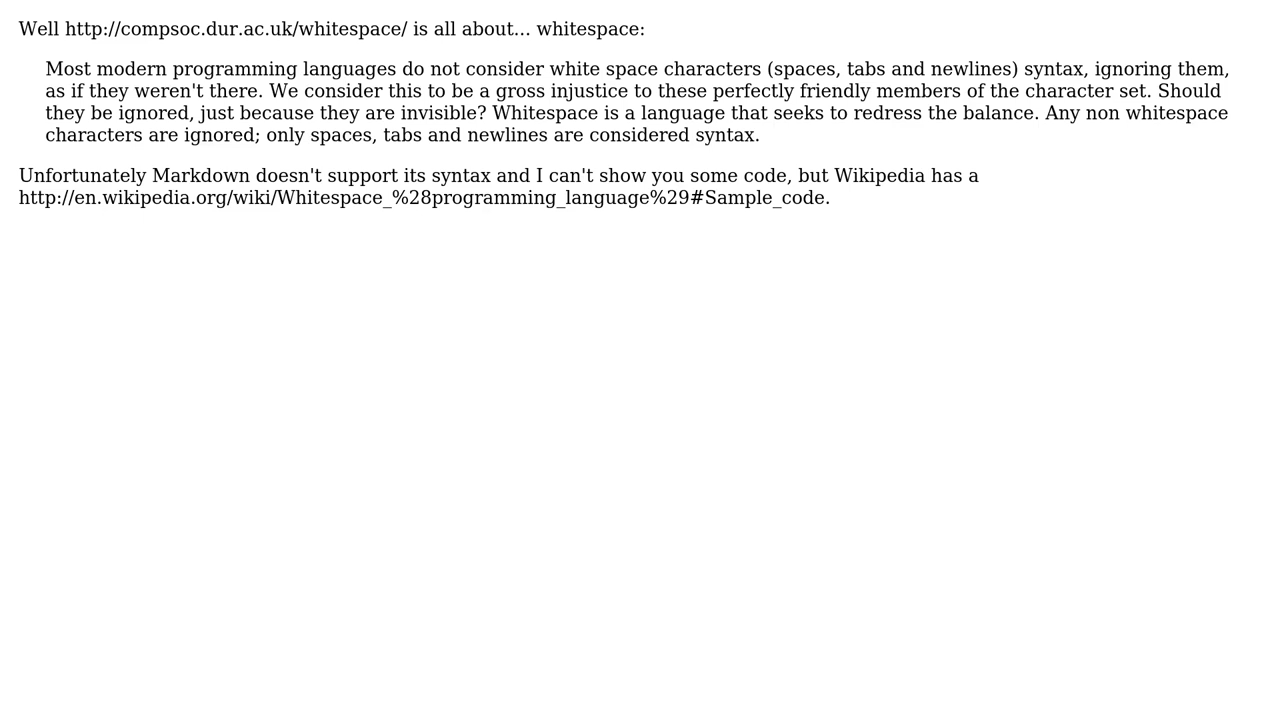 Well http://compsoc.dur.ac.uk/whitespace/ is all about... whitespace:
Most modern programming languages do not consider white space characters (spaces, tabs and newlines) syntax, ignoring them,
as if they weren't there. We consider this to be a gross injustice to these perfectly friendly members of the character set. Should
they be ignored, just because they are invisible? Whitespace is a language that seeks to redress the balance. Any non whitespace
characters are ignored; only spaces, tabs and newlines are considered syntax.
Unfortunately Markdown doesn't support its syntax and I can't show you some code, but Wikipedia has a
http://en.wikipedia.org/wiki/Whitespace_%28programming_language%29#Sample_code.